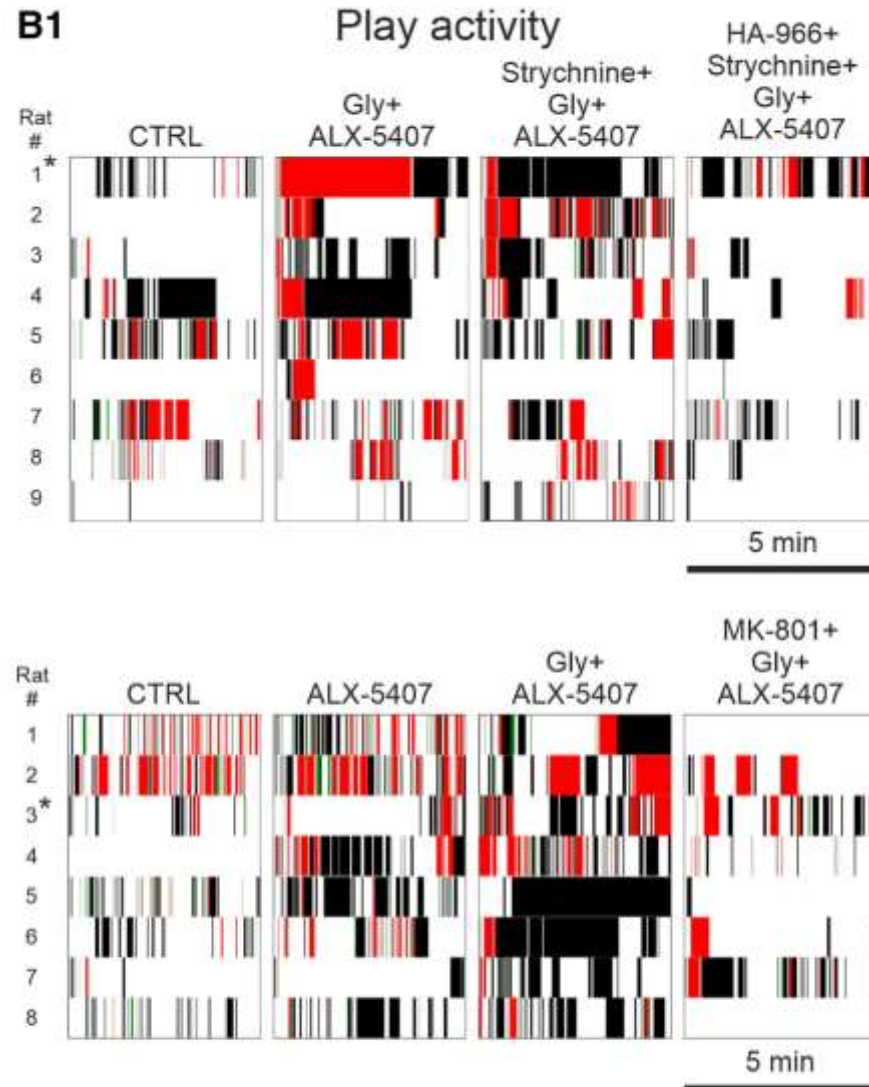 B1
Play activity
Rat
#
CTRL
Gly+
ALX-5407
Strychnine+
Gly+
ALX-5407
HA-966+
Strychnine+
Gly+
ALX-5407
1*
2
3
4
5
6
7
8
9
5 min
Rat
#
CTRL
ALX-5407
Gly+
ALX-5407
MK-801+
Gly+
ALX-5407
1
2
3*
4
5
6
7
8
5 min